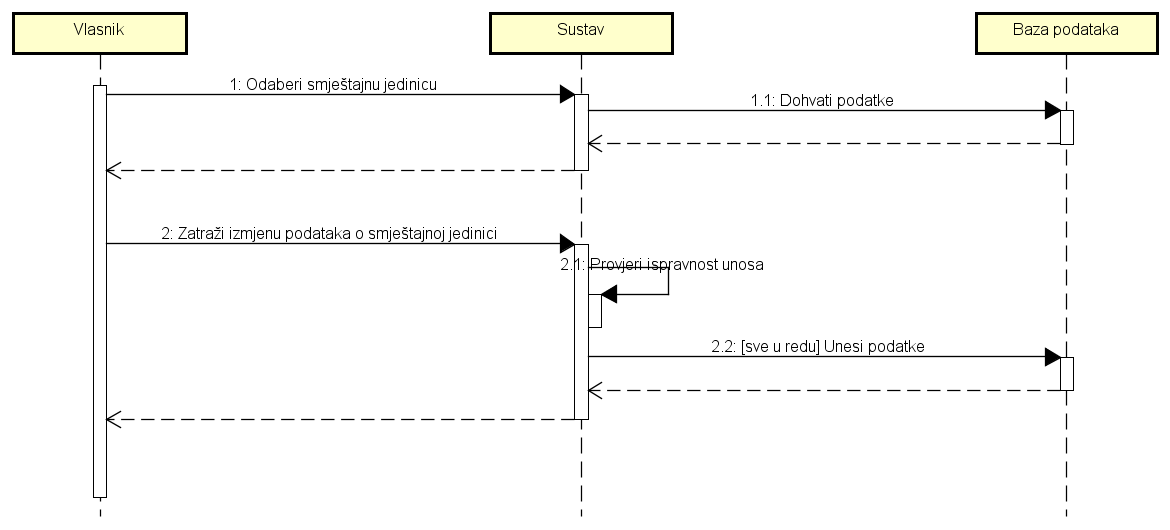 Vlasnik
Sustav
Baza podataka
1: Odaberi smještajnu jedinicu
1.1: Dohvati podatke
2: Zatraži izmjenu podataka o smještajnoj jedinici
2.1: Provjeri ispravnost unosa
2.2: [sve u redu] Unesi podatke